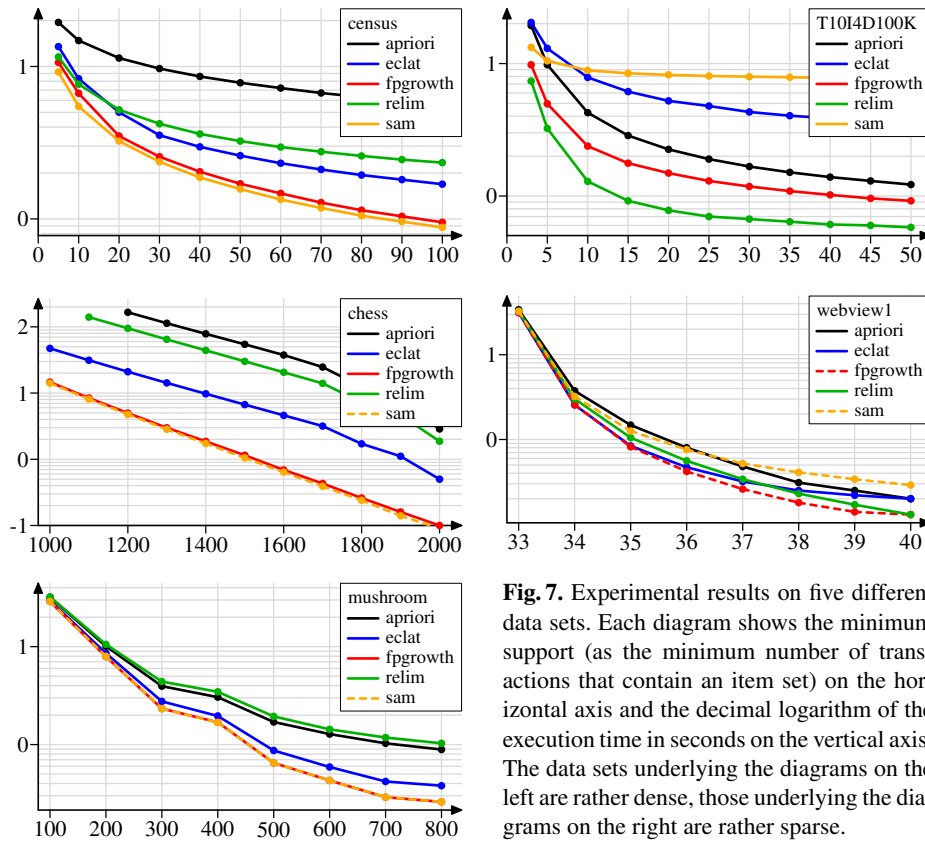 census
apriori
eclat
fpgrowth
relim
sam
1
0
0 10 20 30 40 50 60 70 80 90 100
T10I4D100K
apriori
eclat
fpgrowth
relim
sam
1
0
0 5 10 15 20 25 30 35 40 45 50
chess
apriori
eclat
fpgrowth
relim
sam
2
1
0
-1
1000 1200 1400 1600 1800 2000
webview1
apriori
eclat
fpgrowth
relim
sam
1
0
33 34 35 36 37 38 39 40
mushroom
apriori
eclat
fpgrowth
relim
sam
1
0
100 200 300 400 500 600 700 800
Fig. 7. Experimental results on five differen
data sets. Each diagram shows the minimum
support (as the minimum number of trans
actions that contain an item set) on the hor
izontal axis and the decimal logarithm of the
execution time in seconds on the vertical axis
The data sets underlying the diagrams on the
left are rather dense, those underlying the dia
grams on the right are rather sparse.